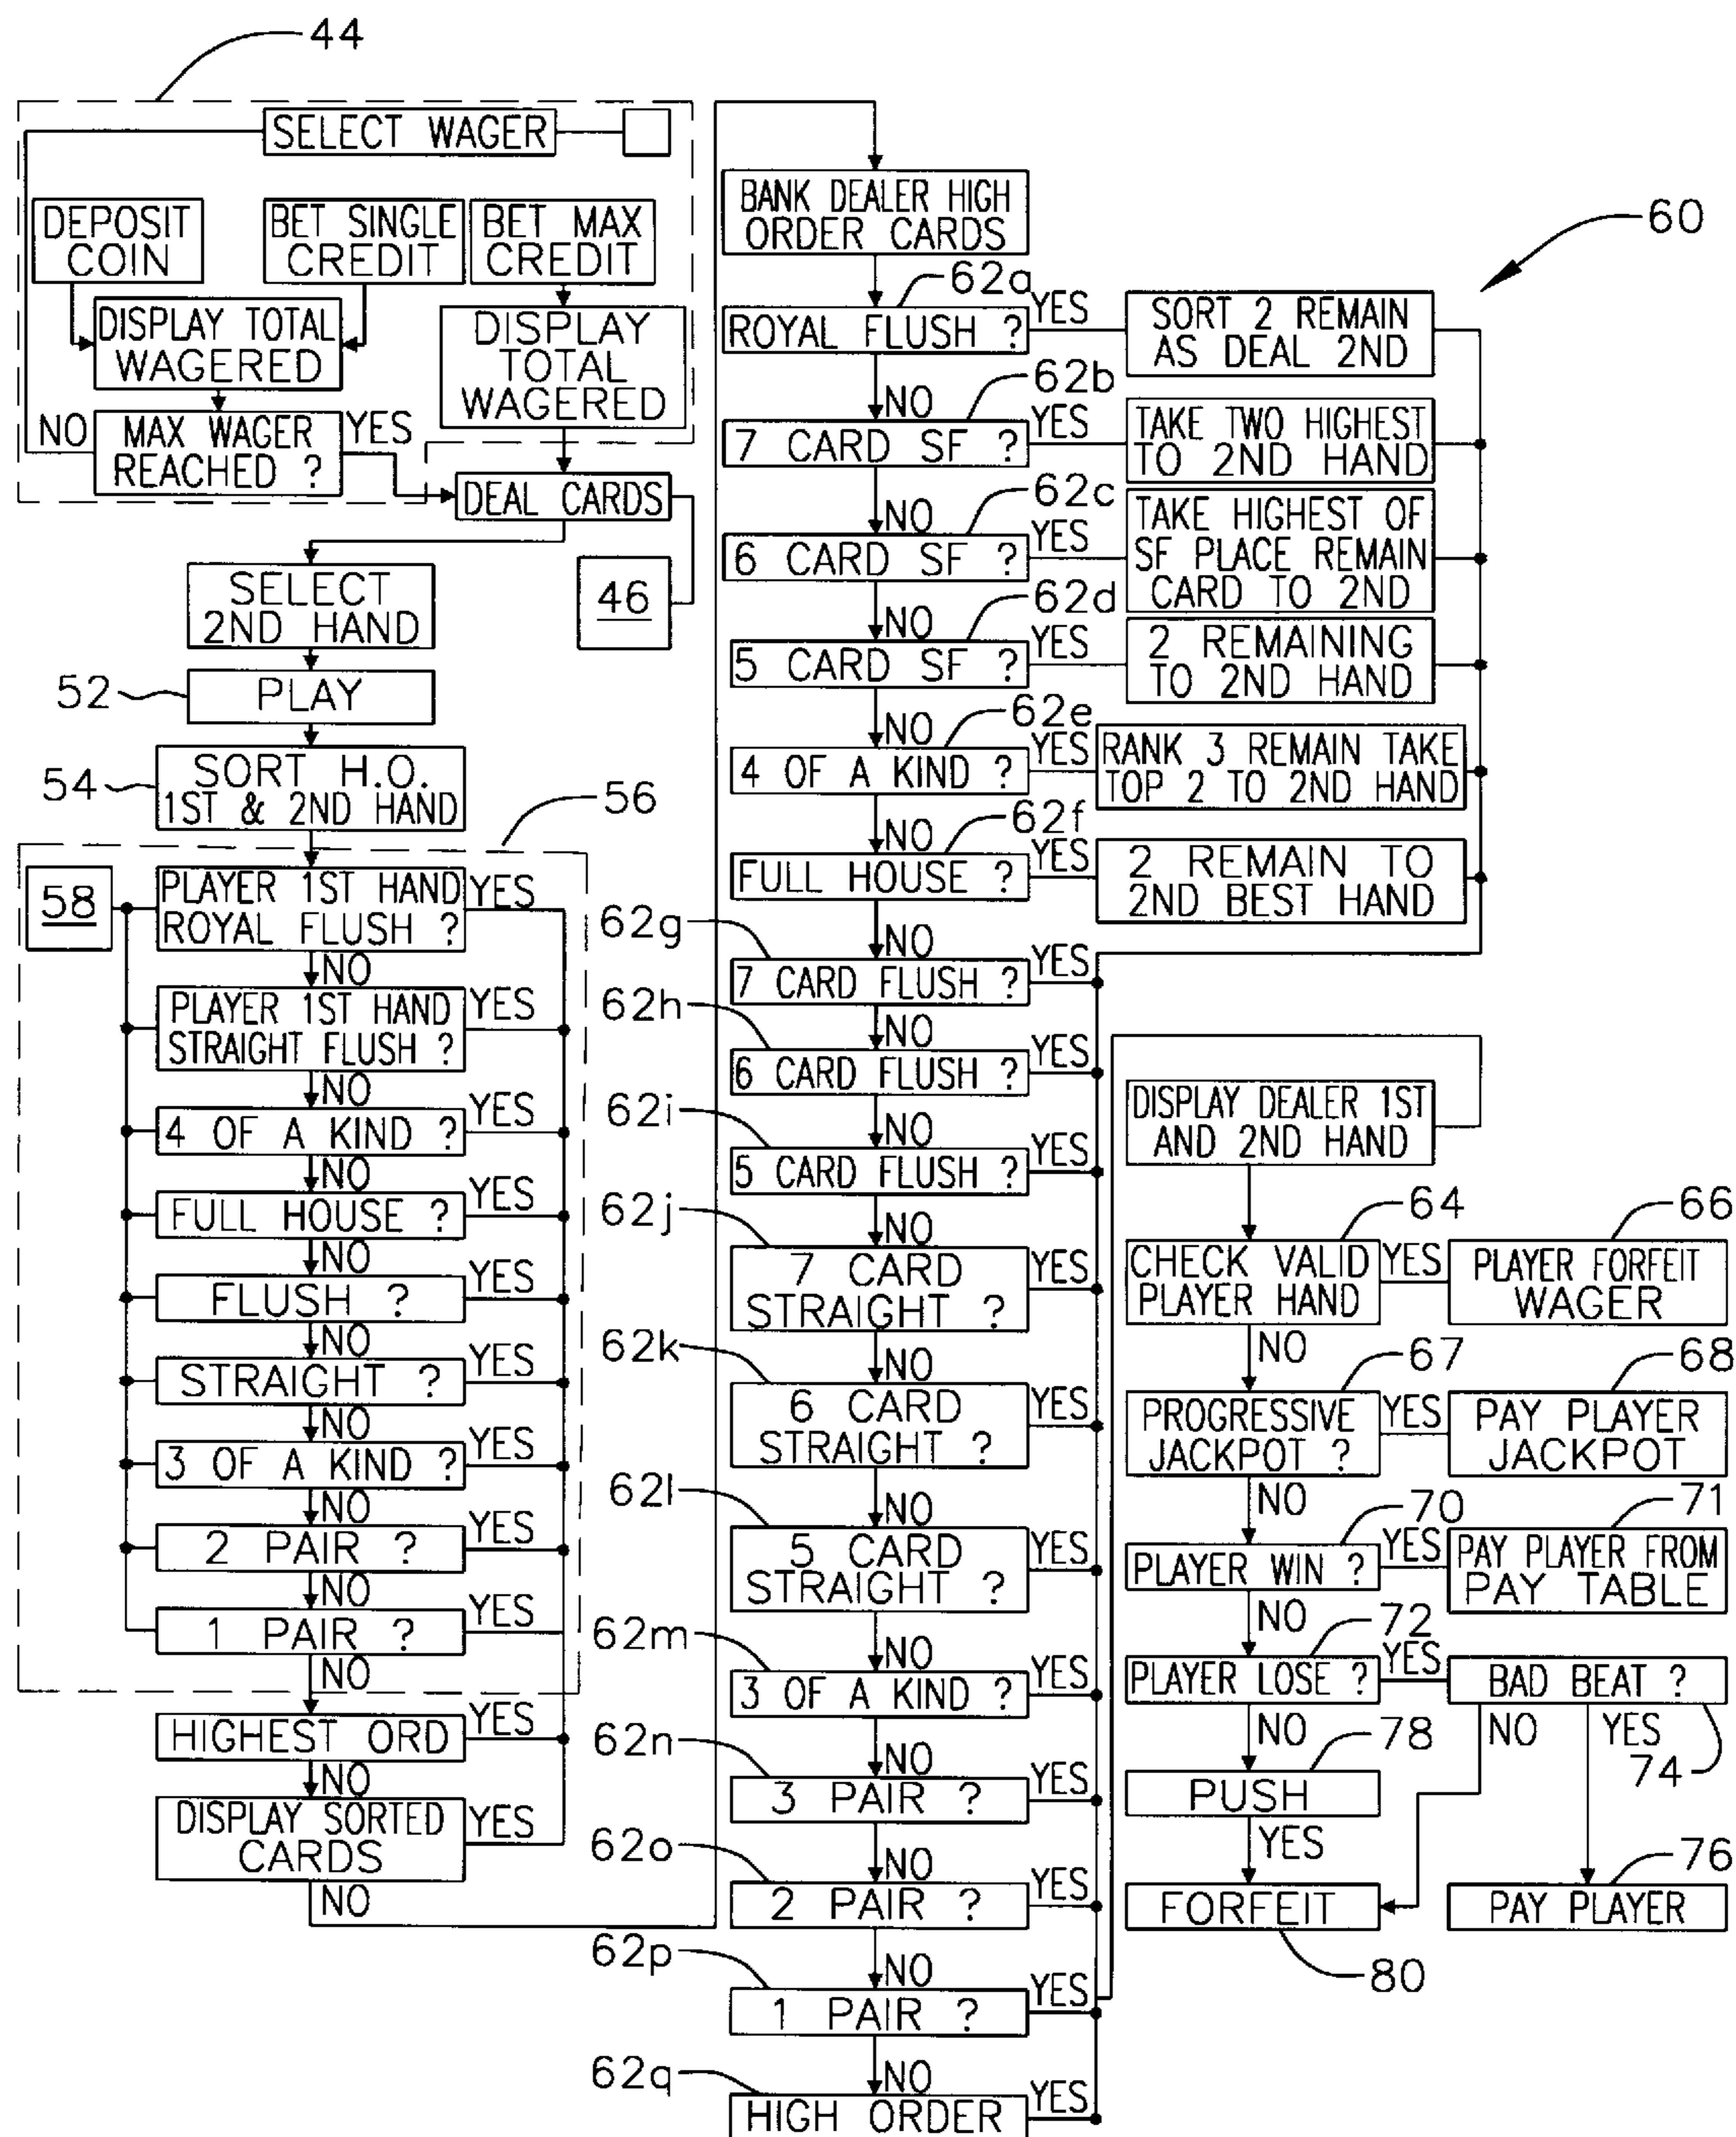 44
SELECT WAGER
DEPOSIT
COIN
BET SINGLE
CREDIT
BET MAX
CREDIT
DISPLAY TOTAL
WAGERED
DISPLAY
TOTAL
WAGERED
NO
MAX WAGER
REACHED ?
YES
DEAL CARDS
46
SELECT
2ND HAND
52
PLAY
54
SORT H.O.
1ST & 2ND HAND
56
58
PLAYER 1ST HAND
ROYAL FLUSH ?
YES
NO
PLAYER 1ST HAND
STRAIGHT FLUSH ?
YES
NO
4 OF A KIND ?
YES
NO
FULL HOUSE ?
YES
NO
FLUSH ?
YES
NO
STRAIGHT ?
YES
NO
3 OF A KIND ?
YES
NO
2 PAIR ?
YES
NO
1 PAIR ?
YES
NO
HIGHEST ORD
YES
NO
DISPLAY SORTED
CARDS
YES
NO
BANK DEALER HIGH
ORDER CARDS
60
62a
ROYAL FLUSH ?
YES
SORT 2 REMAIN
AS DEAL 2ND
NO
62b
7 CARD SF ?
YES
TAKE TWO HIGHEST
TO 2ND HAND
NO
62c
6 CARD SF ?
YES
TAKE HIGHEST OF
SF PLACE REMAIN
CARD TO 2ND
NO
62d
5 CARD SF ?
YES
2 REMAINING
TO 2ND HAND
NO
62e
4 OF A KIND ?
YES
RANK 3 REMAIN TAKE
TOP 2 TO 2ND HAND
NO
62f
FULL HOUSE ?
YES
2 REMAIN TO
2ND BEST HAND
NO
62g
7 CARD FLUSH ?
YES
NO
62h
6 CARD FLUSH ?
YES
NO
62i
5 CARD FLUSH ?
YES
NO
62j
7 CARD
STRAIGHT ?
YES
NO
62k
6 CARD
STRAIGHT ?
YES
NO
62l
5 CARD
STRAIGHT ?
YES
NO
62m
3 OF A KIND ?
YES
NO
62n
3 PAIR ?
YES
NO
62o
2 PAIR ?
YES
NO
62p
1 PAIR ?
YES
NO
62q
HIGH ORDER
YES
DISPLAY DEALER 1ST
AND 2ND HAND
64
CHECK VALID
PLAYER HAND
YES
66
PLAYER FORFEIT
WAGER
NO
67
PROGRESSIVE
JACKPOT ?
YES
68
PAY PLAYER
JACKPOT
NO
70
PLAYER WIN ?
YES
71
PAY PLAYER FROM
PAY TABLE
NO
72
PLAYER LOSE ?
YES
BAD BEAT ?
74
NO
NO
YES
78
PUSH
YES
76
FORFEIT
PAY PLAYER
80